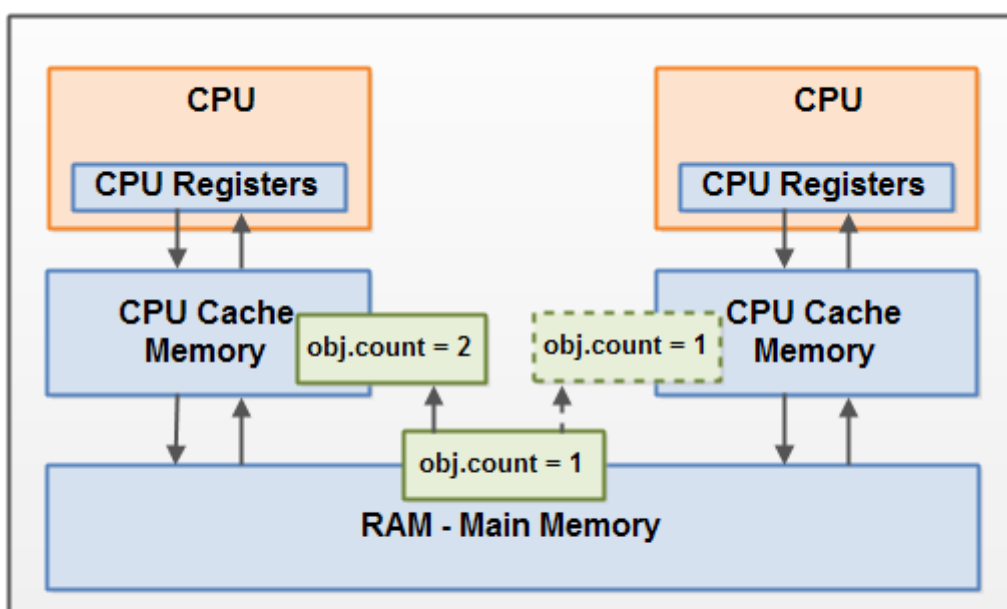 CPU
CPU
CPU Registers
CPU Registers
CPU Cache
Memory
CPU Cache
Memory
obj.count = 2
obj.count = 1
obj.count = 1
RAM - Main Memory